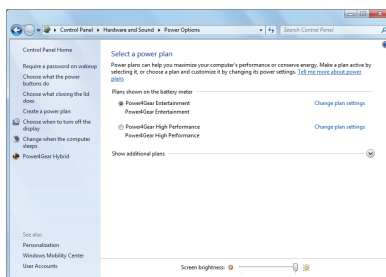 Control Panel ▸ Hardware and Sound ▸ Power Options
Search Control Panel
Control Panel Home
Require a password on wakeup
Choose what the power
buttons do
Choose what closing the lid
does
Create a power plan
Choose when to turn off the
display
Change when the computer
sleeps
Power4Gear Hybrid
See also
Personalization
Windows Mobility Center
User Accounts
Select a power plan
Power plans can help you maximize your computer's performance or conserve energy. Make a plan active by
selecting it, or choose a plan and customize it by changing its power settings. Tell me more about power
plans
Plans shown on the battery meter
Power4Gear Entertainment Change plan settings
Power4Gear Entertainment
Power4Gear High Performance Change plan settings
Power4Gear High Performance
Show additional plans
Screen brightness: